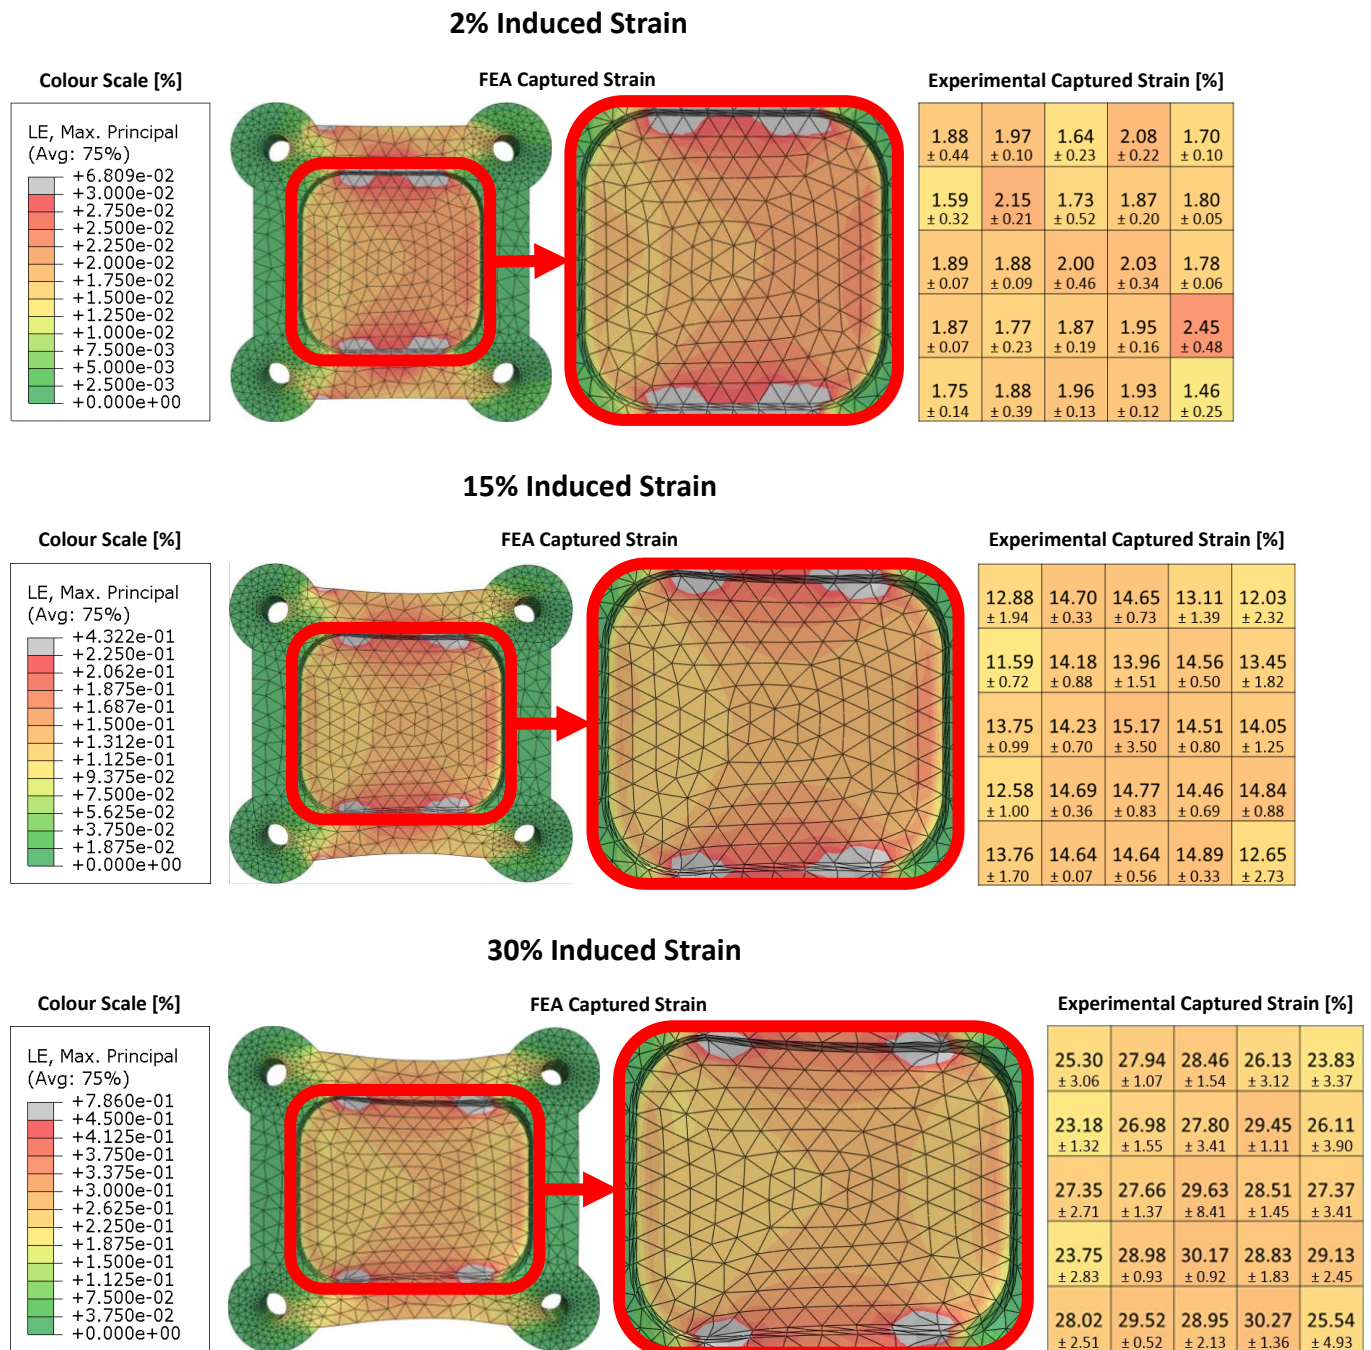 2% Induced Strain
Colour Scale [%]
FEA Captured Strain
Experimental Captured Strain [%]
LE, Max. Principal
(Avg: 75%)
+6.809e-02
+3.000e-02
+2.750e-02
+2.500e-02
+2.250e-02
+2.000e-02
+1.750e-02
+1.500e-02
+1.250e-02
+1.000e-02
+7.500e-03
+5.000e-03
+2.500e-03
+0.000e+00
1.88 1.97 1.64 2.08 1.70
± 0.44 ± 0.10 ± 0.23 ± 0.22 ± 0.10
1.59 2.15 1.73 1.87 1.80
± 0.32 ± 0.21 ± 0.52 ± 0.20 ± 0.05
1.89 1.88 2.00 2.03 1.78
± 0.07 ± 0.09 ± 0.46 ± 0.34 ± 0.06
1.87 1.77 1.87 1.95 2.45
± 0.07 ± 0.23 ± 0.19 ± 0.16 ± 0.48
1.75 1.88 1.96 1.93 1.46
± 0.14 ± 0.39 ± 0.13 ± 0.12 ± 0.25
15% Induced Strain
Colour Scale [%]
FEA Captured Strain
Experimental Captured Strain [%]
LE, Max. Principal
(Avg: 75%)
+4.322e-01
+2.250e-01
+2.062e-01
+1.875e-01
+1.687e-01
+1.500e-01
+1.312e-01
+1.125e-01
+9.375e-02
+7.500e-02
+5.625e-02
+3.750e-02
+1.875e-02
+0.000e+00
12.88 14.70 14.65 13.11 12.03
± 1.94 ± 0.33 ± 0.73 ± 1.39 ± 2.32
11.59 14.18 13.96 14.56 13.45
± 0.72 ± 0.88 ± 1.51 ± 0.50 ± 1.82
13.75 14.23 15.17 14.51 14.05
± 0.99 ± 0.70 ± 3.50 ± 0.80 ± 1.25
12.58 14.69 14.77 14.46 14.84
± 1.00 ± 0.36 ± 0.83 ± 0.69 ± 0.88
13.76 14.64 14.64 14.89 12.65
± 1.70 ± 0.07 ± 0.56 ± 0.33 ± 2.73
30% Induced Strain
Colour Scale [%]
FEA Captured Strain
Experimental Captured Strain [%]
LE, Max. Principal
(Avg: 75%)
+7.860e-01
+4.500e-01
+4.125e-01
+3.750e-01
+3.375e-01
+3.000e-01
+2.625e-01
+2.250e-01
+1.875e-01
+1.500e-01
+1.125e-01
+7.500e-02
+3.750e-02
+0.000e+00
25.30 27.94 28.46 26.13 23.83
± 3.06 ± 1.07 ± 1.54 ± 3.12 ± 3.37
23.18 26.98 27.80 29.45 26.11
± 1.32 ± 1.55 ± 3.41 ± 1.11 ± 3.90
27.35 27.66 29.63 28.51 27.37
± 2.71 ± 1.37 ± 8.41 ± 1.45 ± 3.41
23.75 28.98 30.17 28.83 29.13
± 2.83 ± 0.93 ± 0.92 ± 1.83 ± 2.45
28.02 29.52 28.95 30.27 25.54
± 2.51 ± 0.52 ± 2.13 ± 1.36 ± 4.93